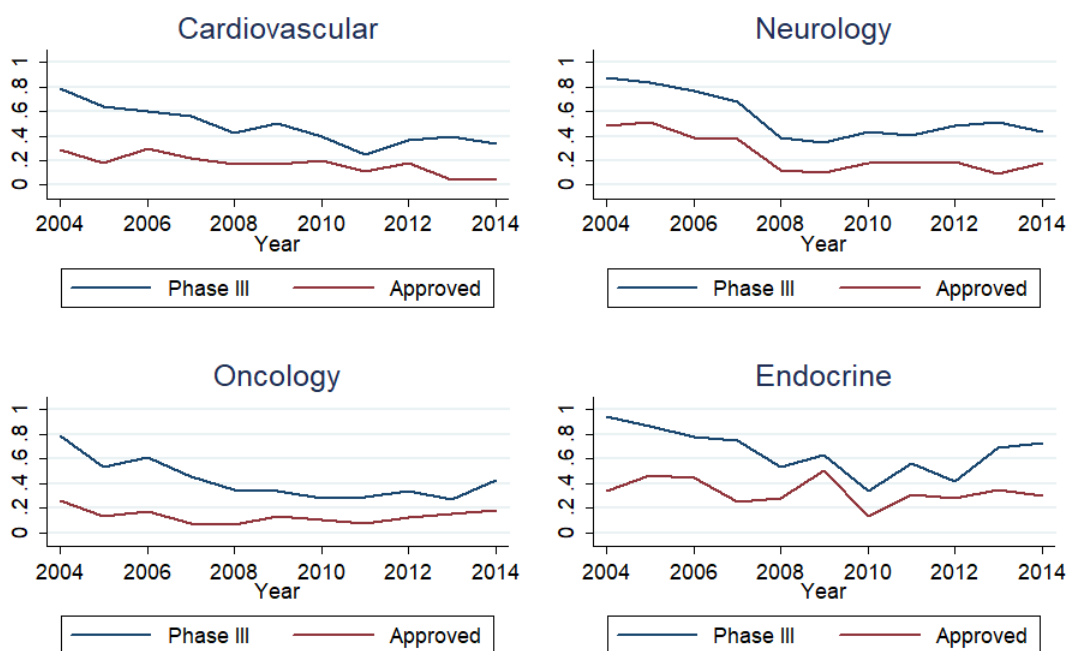 Cardiovascular
0 .2 .4 .6 .8 1
2004 2006 2008 2010 2012 2014
Year
Phase III Approved
Neurology
0 .2 .4 .6 .8 1
2004 2006 2008 2010 2012 2014
Year
Phase III Approved
Oncology
0 .2 .4 .6 .8 1
2004 2006 2008 2010 2012 2014
Year
Phase III Approved
Endocrine
0 .2 .4 .6 .8 1
2004 2006 2008 2010 2012 2014
Year
Phase III Approved